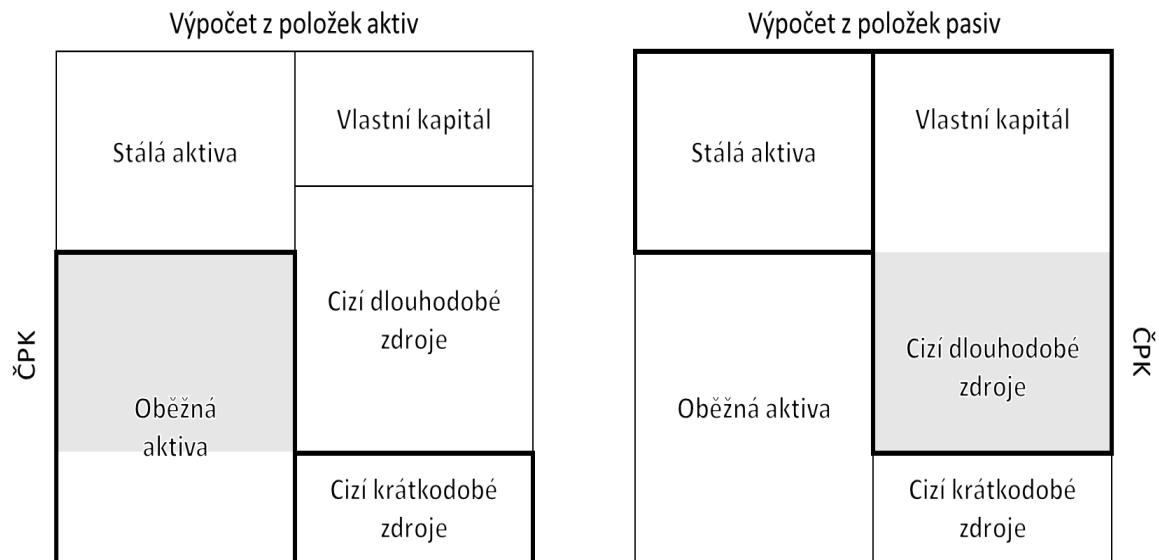 Výpočet z položek aktiv
Stálá aktiva
Vlastní kapitál
Cizí dlouhodobé
zdroje
ČPK
Oběžná
aktiva
Cizí krátkodobé
zdroje
Výpočet z položek pasiv
Stálá aktiva
Vlastní kapitál
Cizí dlouhodobé
zdroje
ČPK
Oběžná aktiva
Cizí krátkodobé
zdroje